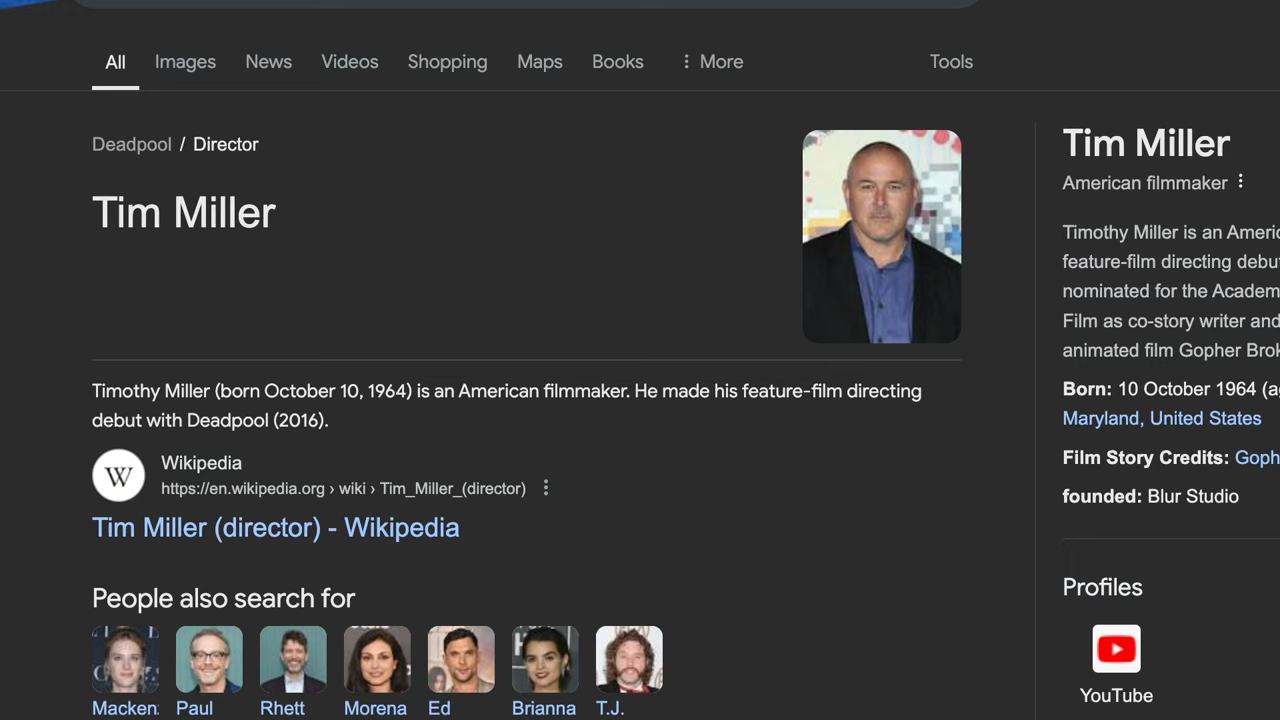 All Images News Videos Shopping Maps Books More Tools
Deadpool / Director
Tim Miller
Timothy Miller (born October 10, 1964) is an American filmmaker. He made his feature-film directing
debut with Deadpool (2016).
W
Wikipedia
https://en.wikipedia.org › wiki › Tim_Miller_(director)
Tim Miller (director) - Wikipedia
People also search for
Macken Paul Rhett Morena Ed Brianna T.J.
Tim Miller
American filmmaker
Timothy Miller is an Americ
feature-film directing debu
nominated for the Academ
Film as co-story writer and
animated film Gopher Brok
Born: 10 October 1964 (a
Maryland, United States
Film Story Credits: Goph
founded: Blur Studio
Profiles
YouTube